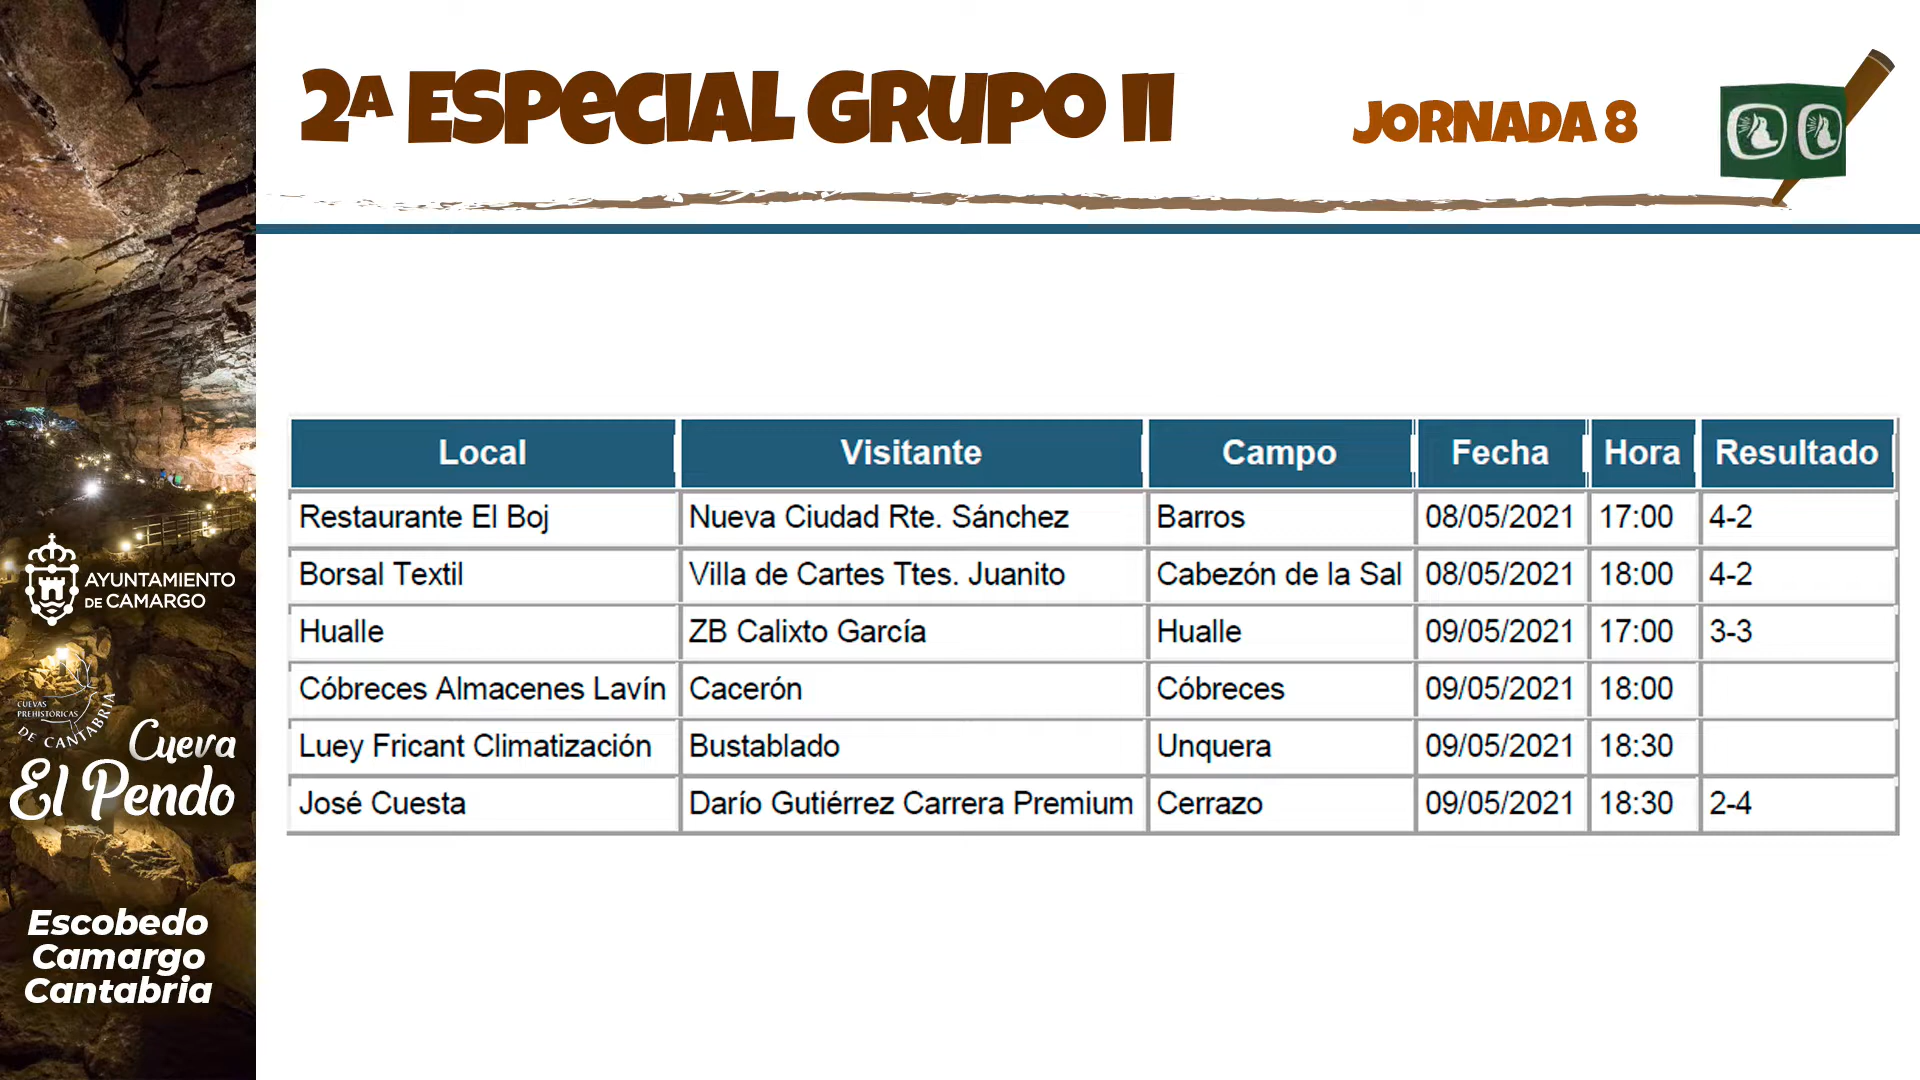 2ª ESPECIAL GRUPO II
JORNADA 8
Local Visitante Campo Fecha Hora Resultado
Restaurante El Boj Nueva Ciudad Rte. Sánchez Barros 08/05/2021 17:00 4-2
Borsal Textil Villa de Cartes Ttes. Juanito Cabezón de la Sal 08/05/2021 18:00 4-2
Hualle ZB Calixto García Hualle 09/05/2021 17:00 3-3
Cóbreces Almacenes Lavín Cacerón Cóbreces 09/05/2021 18:00
Luey Fricant Climatización Bustablado Unquera 09/05/2021 18:30
José Cuesta Darío Gutiérrez Carrera Premium Cerrazo 09/05/2021 18:30 2-4
AYUNTAMIENTO
DE CAMARGO
CUEVAS
PREHISTÓRICAS
DE CANTABRIA
Cueva
El Pendo
Escobedo
Camargo
Cantabria